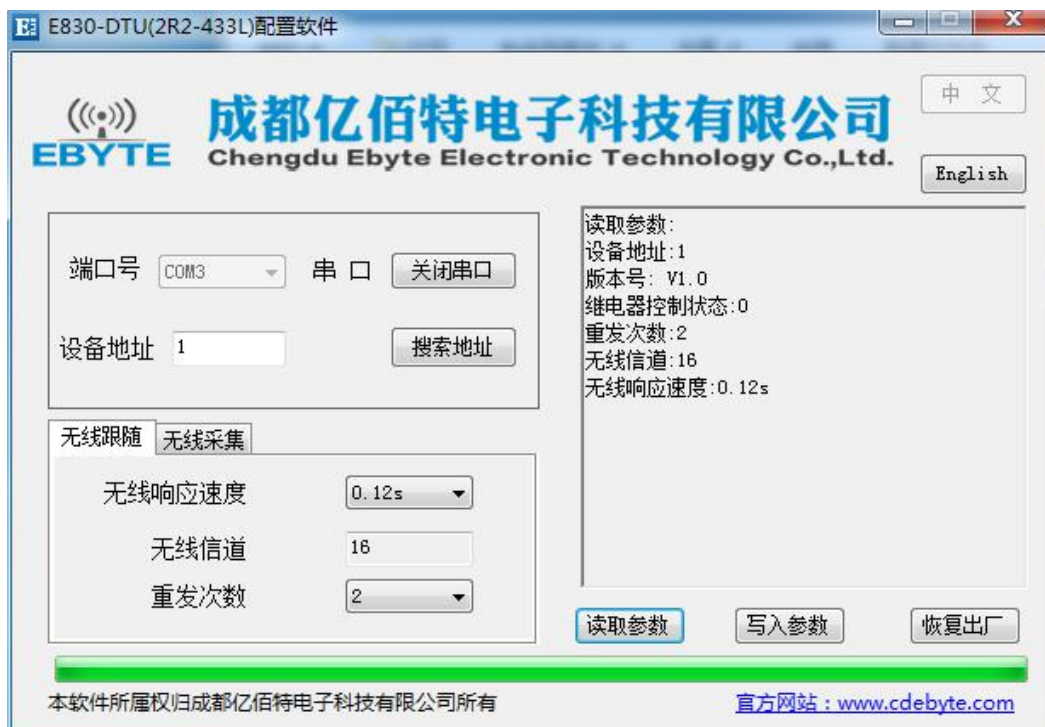 E830-DTU(2R2-433L)配置软件
中 文
成都亿佰特电子科技有限公司
EBYTE
Chengdu Ebyte Electronic Technology Co.,Ltd.
English
端口号 COM3 串 口 关闭串口
设备地址 1 搜索地址
读取参数:
设备地址:1
版本号: V1.0
继电器控制状态:0
重发次数:2
无线信道:16
无线响应速度:0.12s
无线跟随 无线采集
无线响应速度 0.12s
无线信道 16
重发次数 2
读取参数 写入参数 恢复出厂
本软件所属权归成都亿佰特电子科技有限公司所有
官方网站：www.cdebyte.com